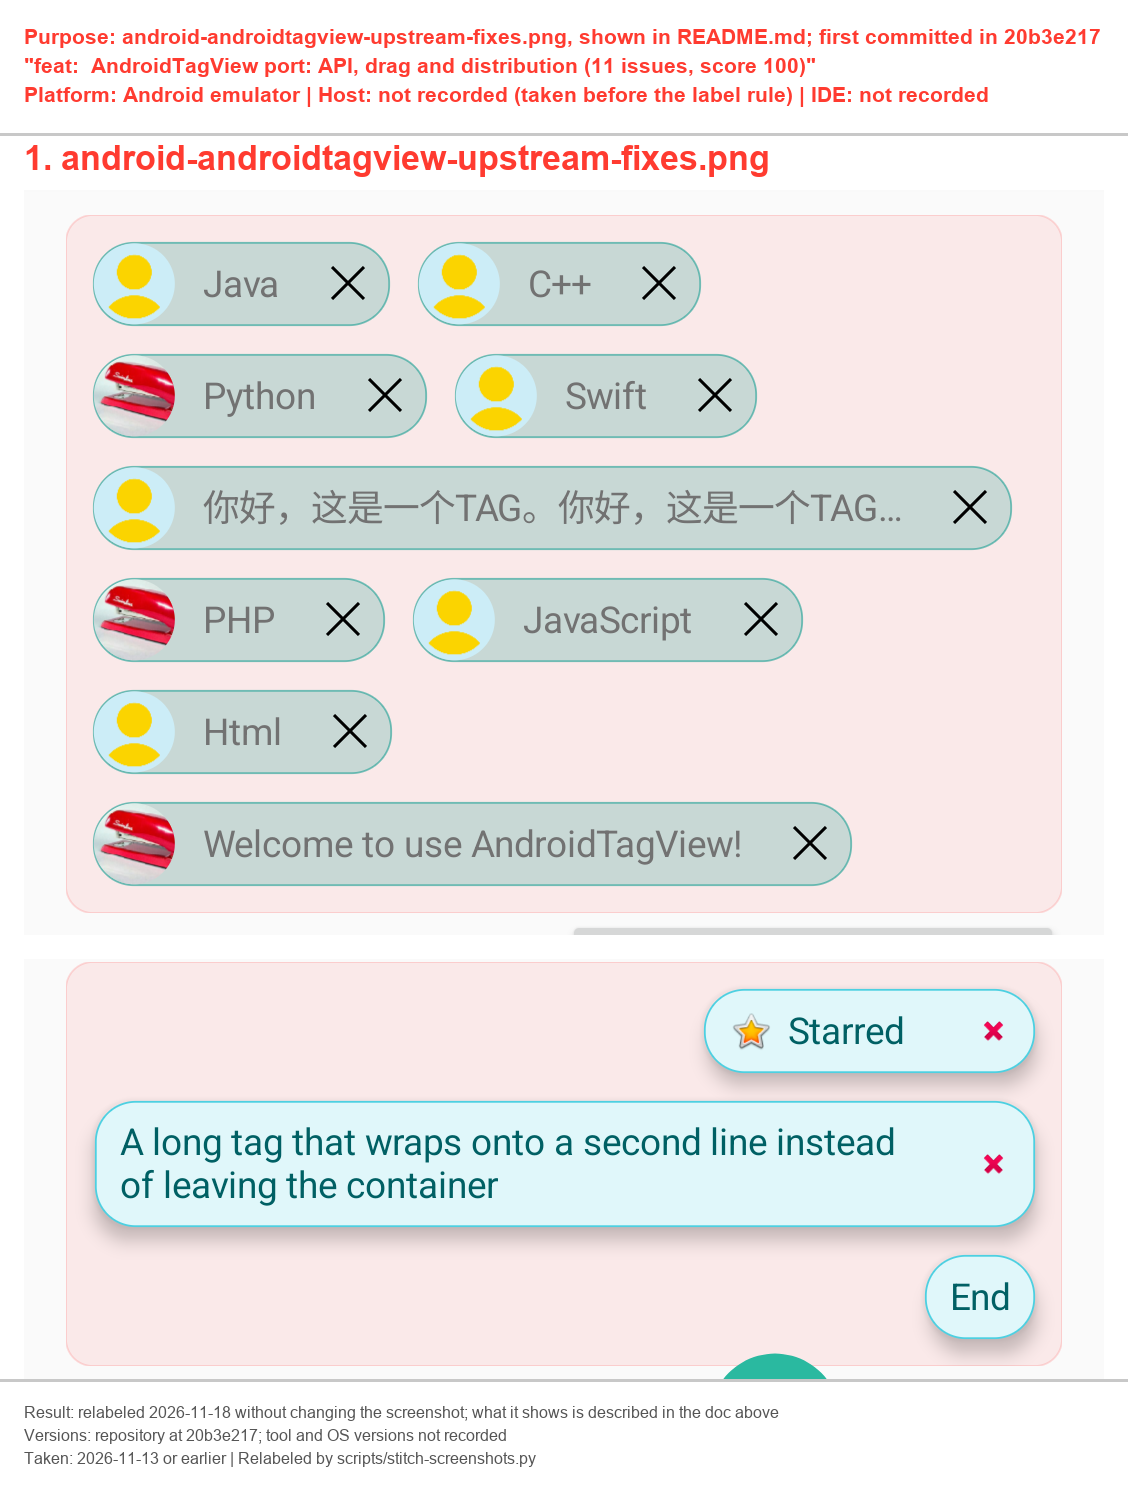 Purpose: android-androidtagview-upstream-fixes.png, shown in README.md; first committed in 20b3e217
"feat:  AndroidTagView port: API, drag and distribution (11 issues, score 100)"
Platform: Android emulator | Host: not recorded (taken before the label rule) | IDE: not recorded
1. android-androidtagview-upstream-fixes.png
Java
C++
Python
Swift
你好，这是一个TAG。你好，这是一个TAG...
PHP
JavaScript
Html
Welcome to use AndroidTagView!
Starred
A long tag that wraps onto a second line instead
of leaving the container
End
Result: relabeled 2026-11-18 without changing the screenshot; what it shows is described in the doc above
Versions: repository at 20b3e217; tool and OS versions not recorded
Taken: 2026-11-13 or earlier | Relabeled by scripts/stitch-screenshots.py